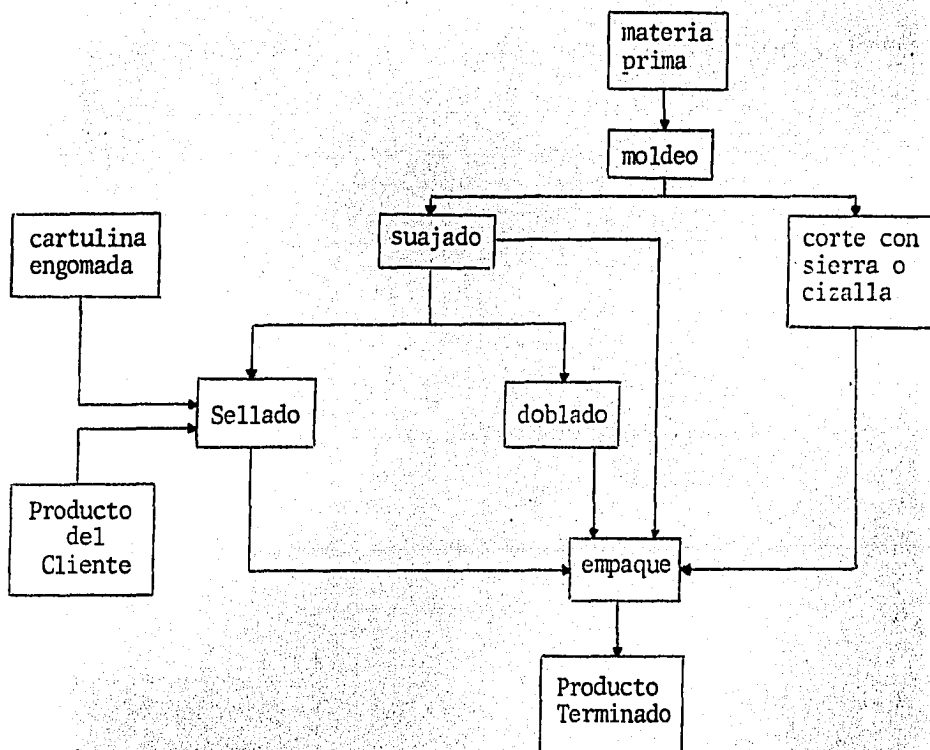 materia
prima
moldeo
cartulina
engomada
suajado
corte con
sierra o
cizalla
Sellado
doblado
Producto
del
Cliente
empaque
Producto
Terminado